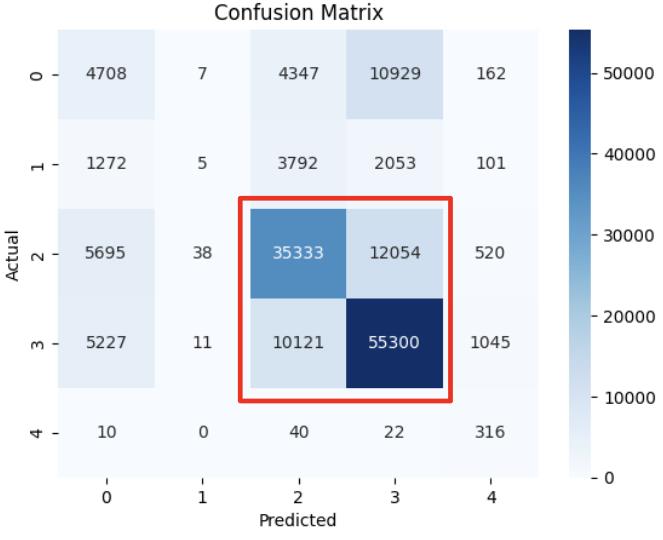 Confusion Matrix
0 4708 7 4347 10929 162
1 1272 5 3792 2053 101
2 5695 38 35333 12054 520
3 5227 11 10121 55300 1045
4 10 0 40 22 316
0 1 2 3 4
Predicted
Actual
50000
40000
30000
20000
10000
0